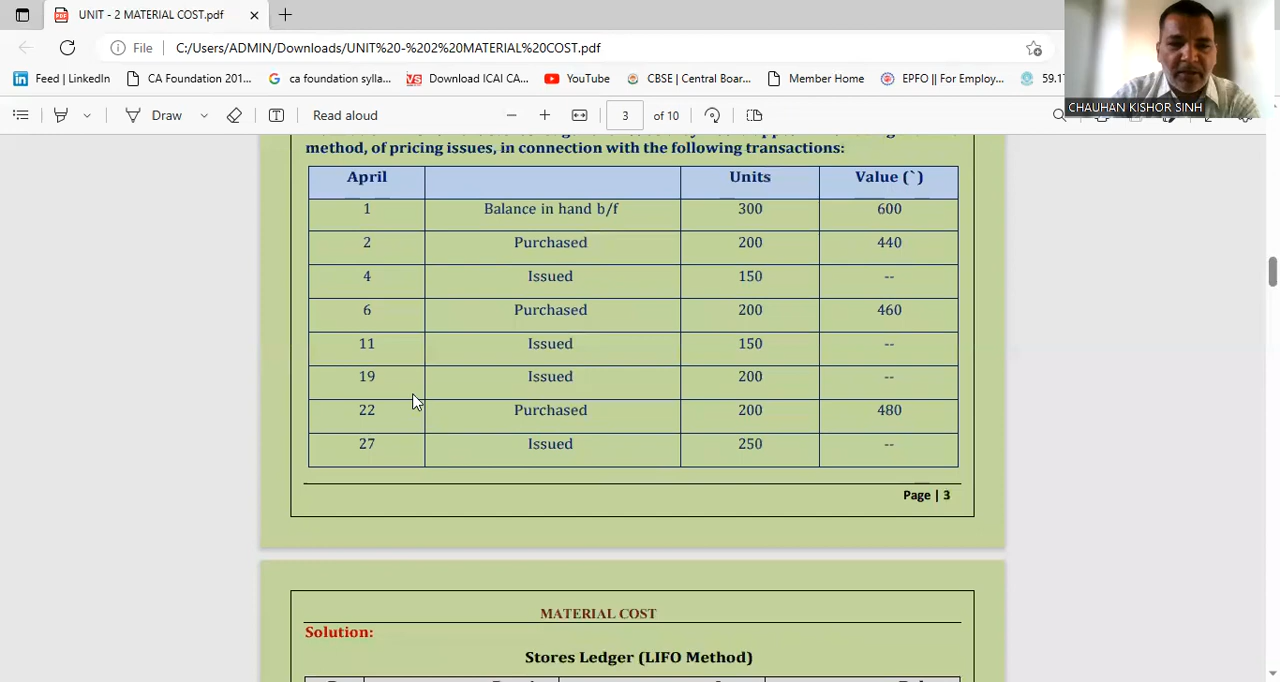 UNIT - 2 MATERIAL COST.pdf
File C:/Users/ADMIN/Downloads/UNIT%20-%202%20MATERIAL%20COST.pdf
Feed | LinkedIn CA Foundation 201... ca foundation sylla... Download ICAI CA... YouTube CBSE | Central Boar... Member Home EPFO || For Employ... 59.1
CHAUHAN KISHOR SINH
Draw Read aloud 3 of 10
method, of pricing issues, in connection with the following transactions:
April Units Value (`)
1 Balance in hand b/f 300 600
2 Purchased 200 440
4 Issued 150 --
6 Purchased 200 460
11 Issued 150 --
19 Issued 200 --
22 Purchased 200 480
27 Issued 250 --
Page | 3
MATERIAL COST
Solution:
Stores Ledger (LIFO Method)